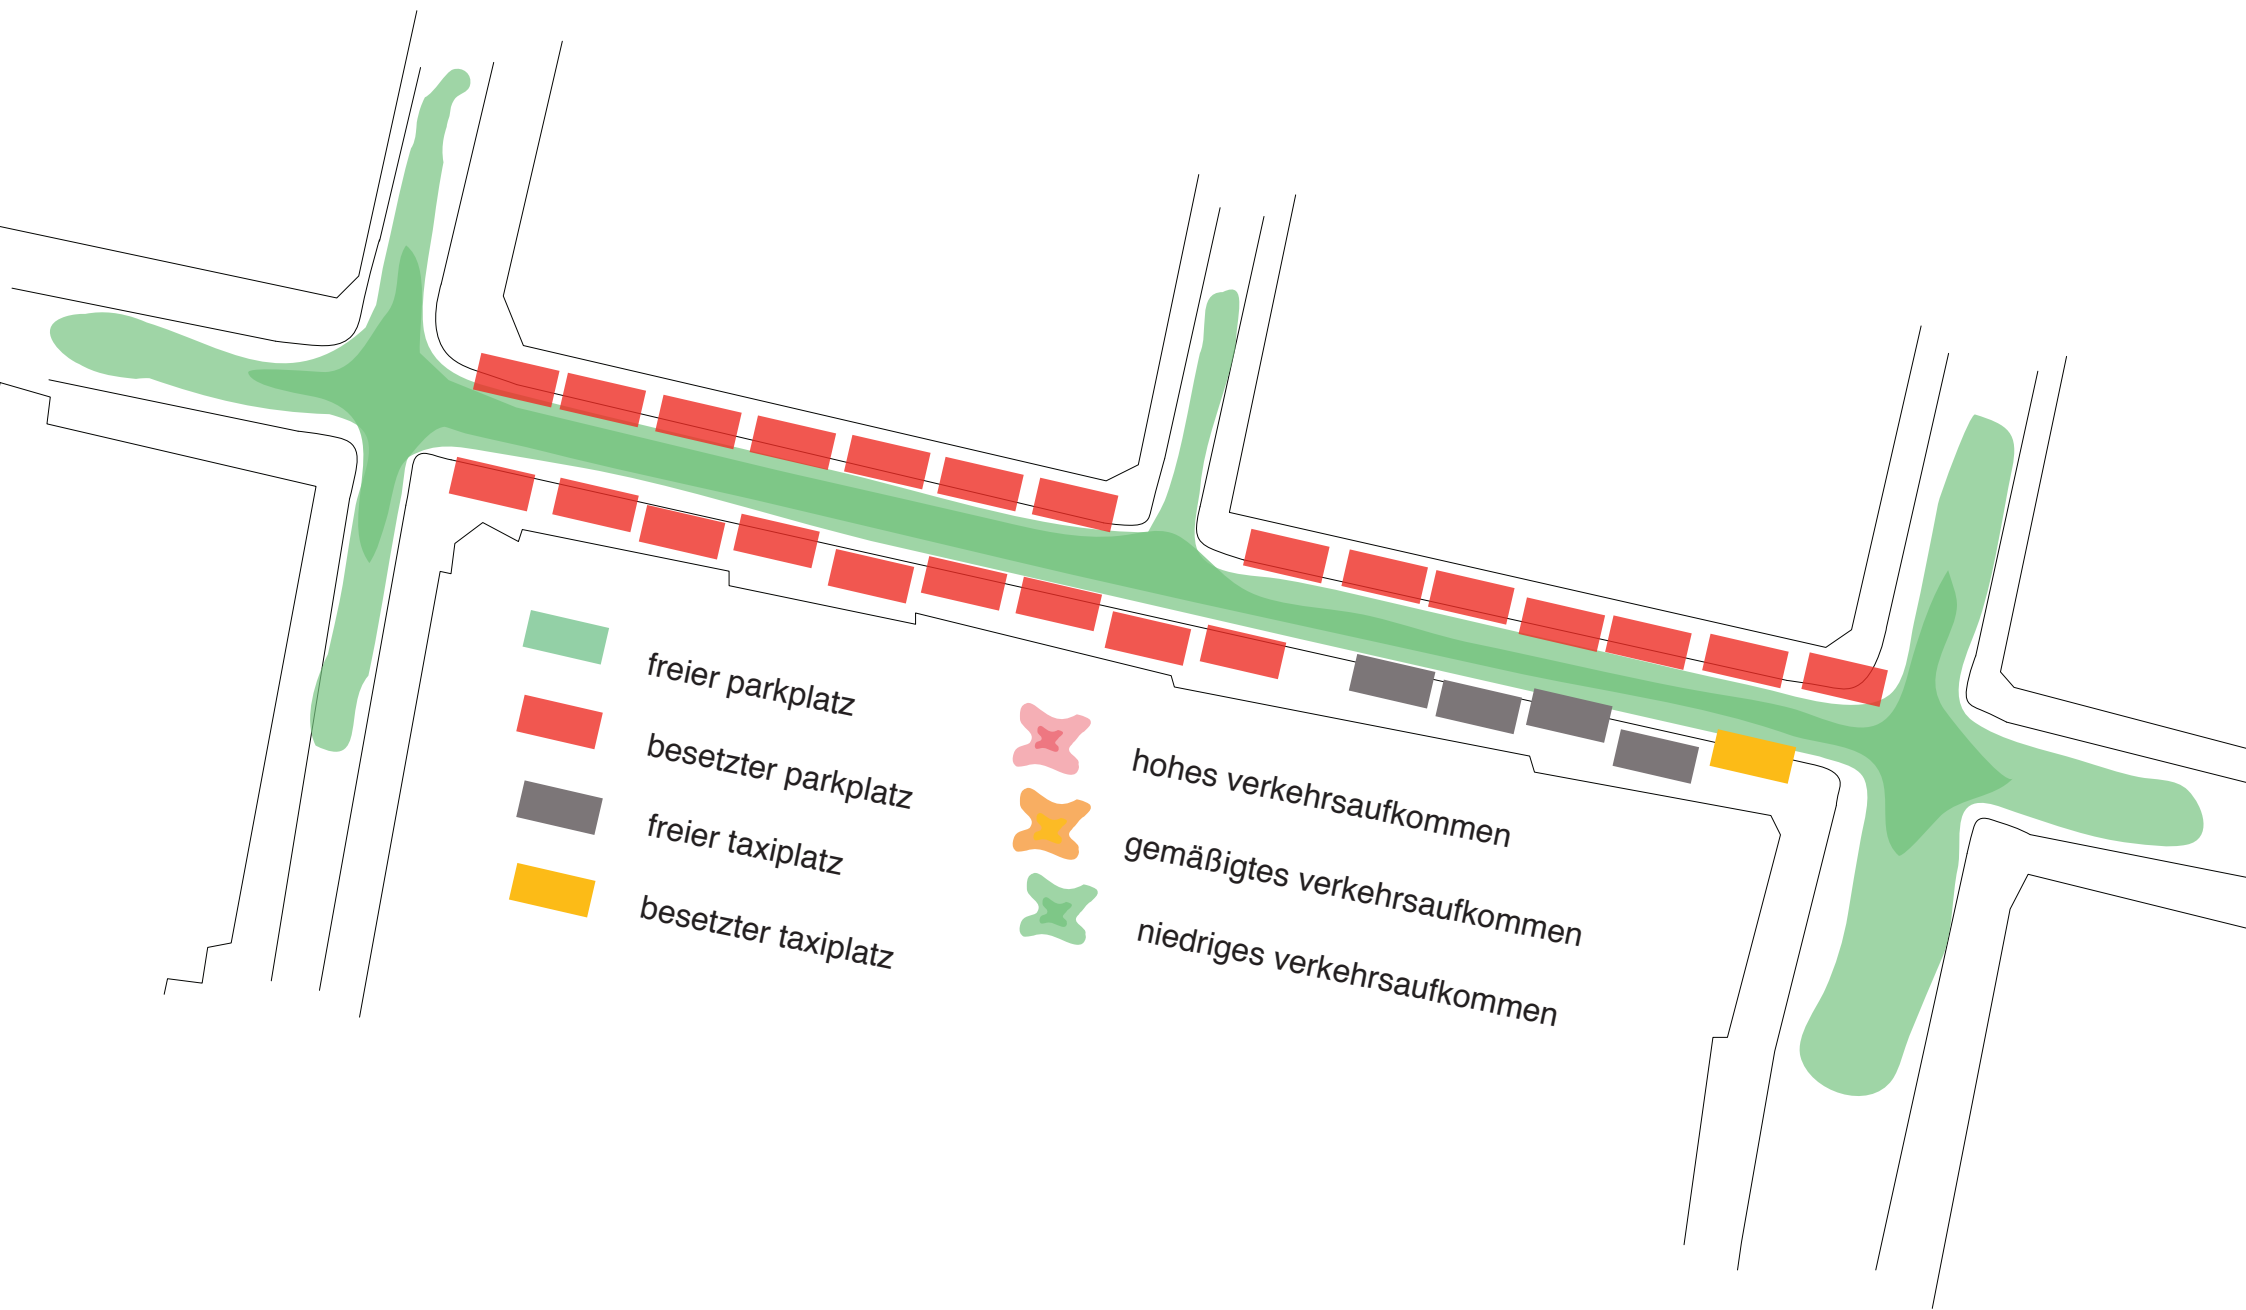 freier parkplatz
besetzter parkplatz
freier taxiplatz
besetzter taxiplatz
hohes verkehrsaufkommen
gemäßigtes verkehrsaufkommen
niedriges verkehrsaufkommen